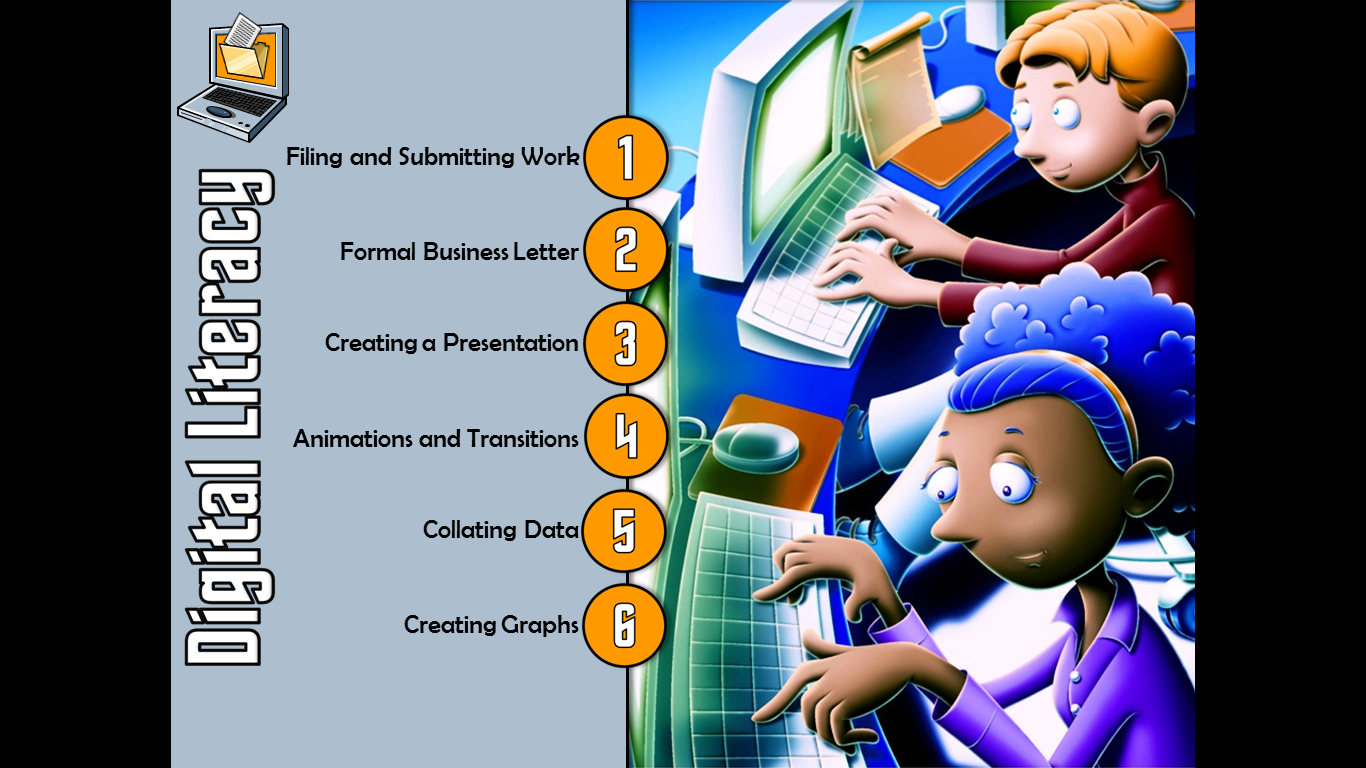 Digital Literacy
Filing and Submitting Work 1
Formal Business Letter 2
Creating a Presentation 3
Animations and Transitions 4
Collating Data 5
Creating Graphs 6